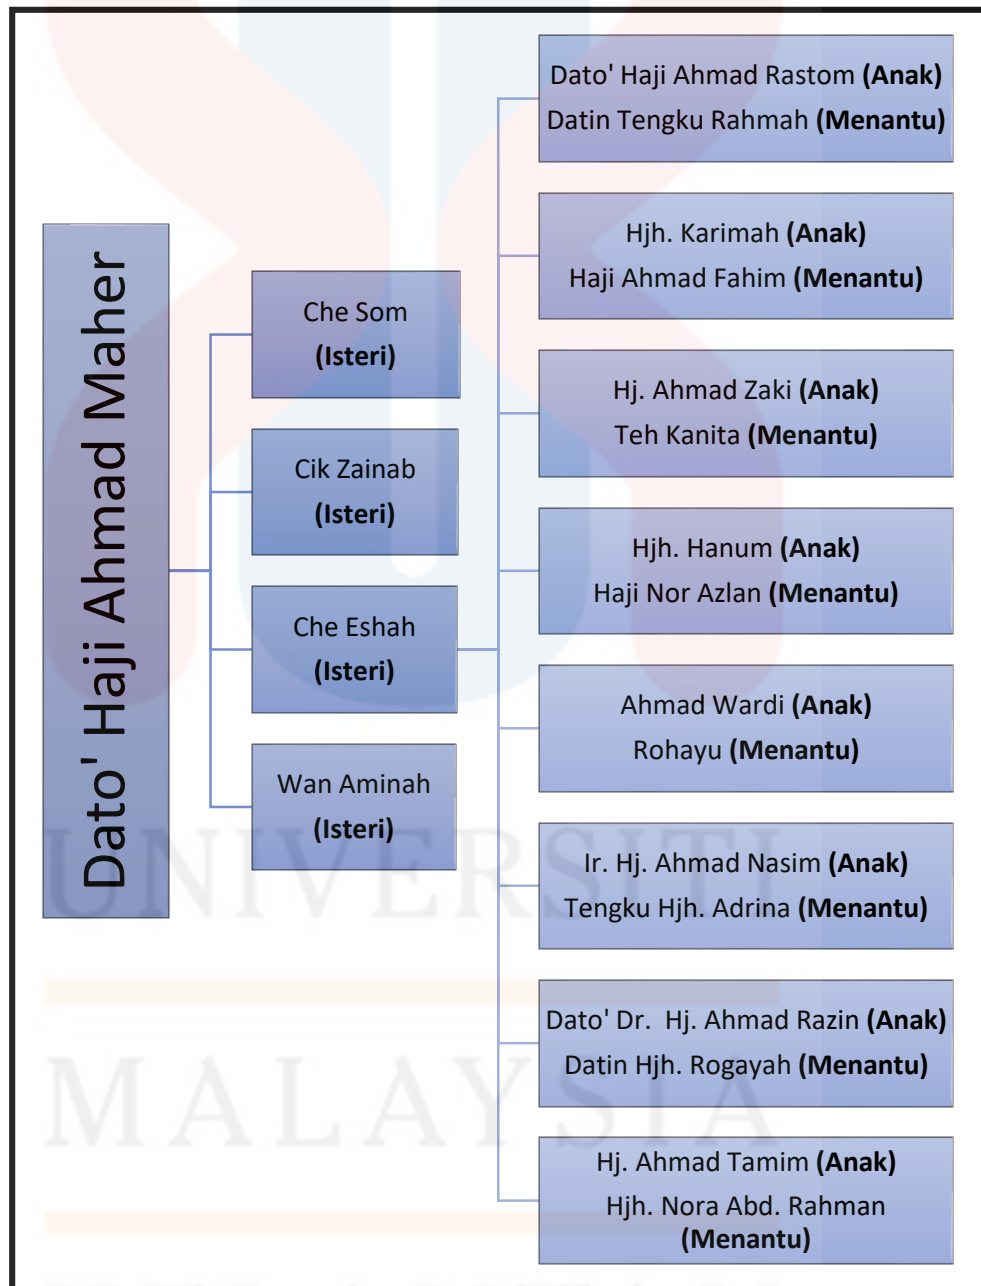 Dato' Haji Ahmad Maher
Che Som
(Isteri)
Cik Zainab
(Isteri)
Che Eshah
(Isteri)
Wan Aminah
(Isteri)
Dato' Haji Ahmad Rastom (Anak)
Datin Tengku Rahmah (Menantu)
Hjh. Karimah (Anak)
Haji Ahmad Fahim (Menantu)
Hj. Ahmad Zaki (Anak)
Teh Kanita (Menantu)
Hjh. Hanum (Anak)
Haji Nor Azlan (Menantu)
Ahmad Wardi (Anak)
Rohayu (Menantu)
Ir. Hj. Ahmad Nasim (Anak)
Tengku Hjh. Adrina (Menantu)
Dato' Dr. Hj. Ahmad Razin (Anak)
Datin Hjh. Rogayah (Menantu)
Hj. Ahmad Tamim (Anak)
Hjh. Nora Abd. Rahman
(Menantu)
UNIVERSITI
MALAYSIA